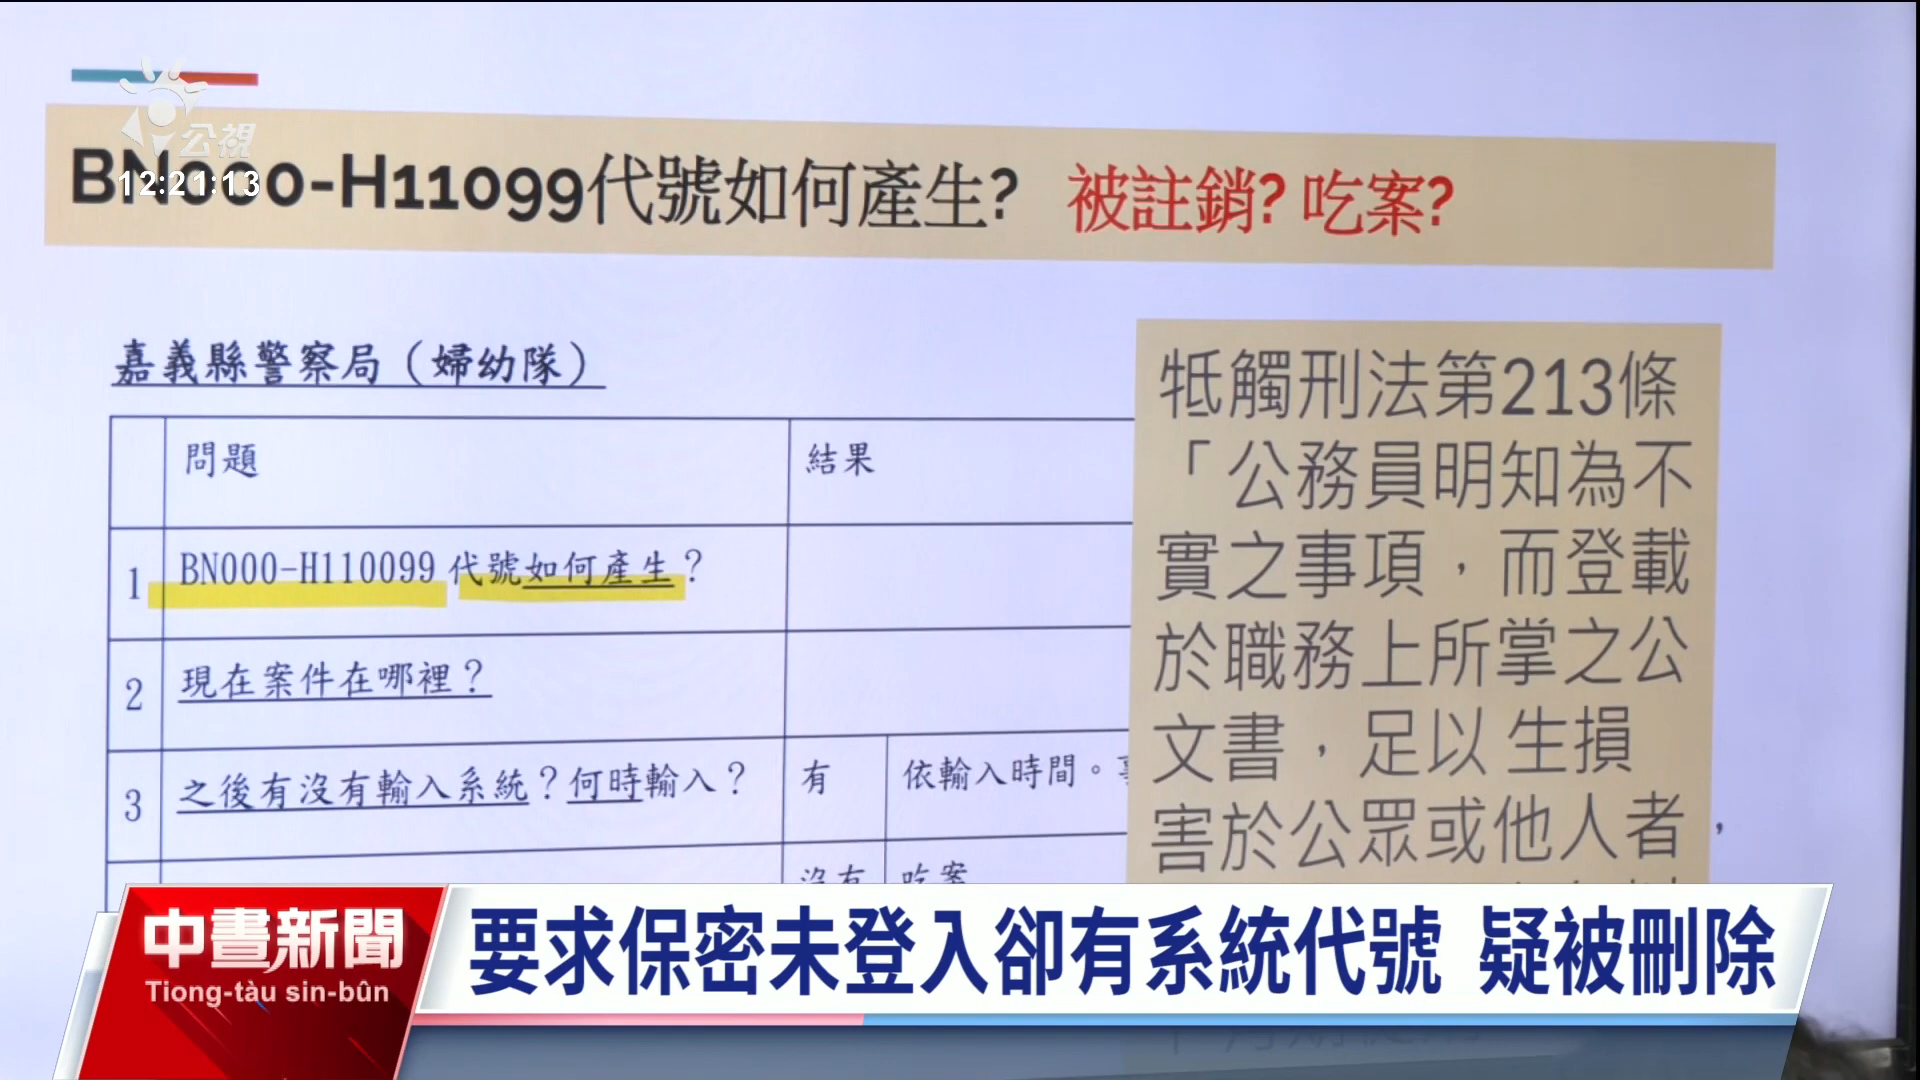 公視
12:21:13
BN000-H11099代號如何產生? 被註銷? 吃案?
嘉義縣警察局（婦幼隊）
問題 結果
1 BN000-H110099 代號如何產生？
2 現在案件在哪裡？
3 之後有沒有輸入系統？何時輸入？ 有 依輸入時間。
沒有 吃案
牴觸刑法第213條
「公務員明知為不
實之事項，而登載
於職務上所掌之公
文書，足以 生損
害於公眾或他人者，
中晝新聞
Tiong-tàu sin-bûn
要求保密未登入卻有系統代號 疑被刪除